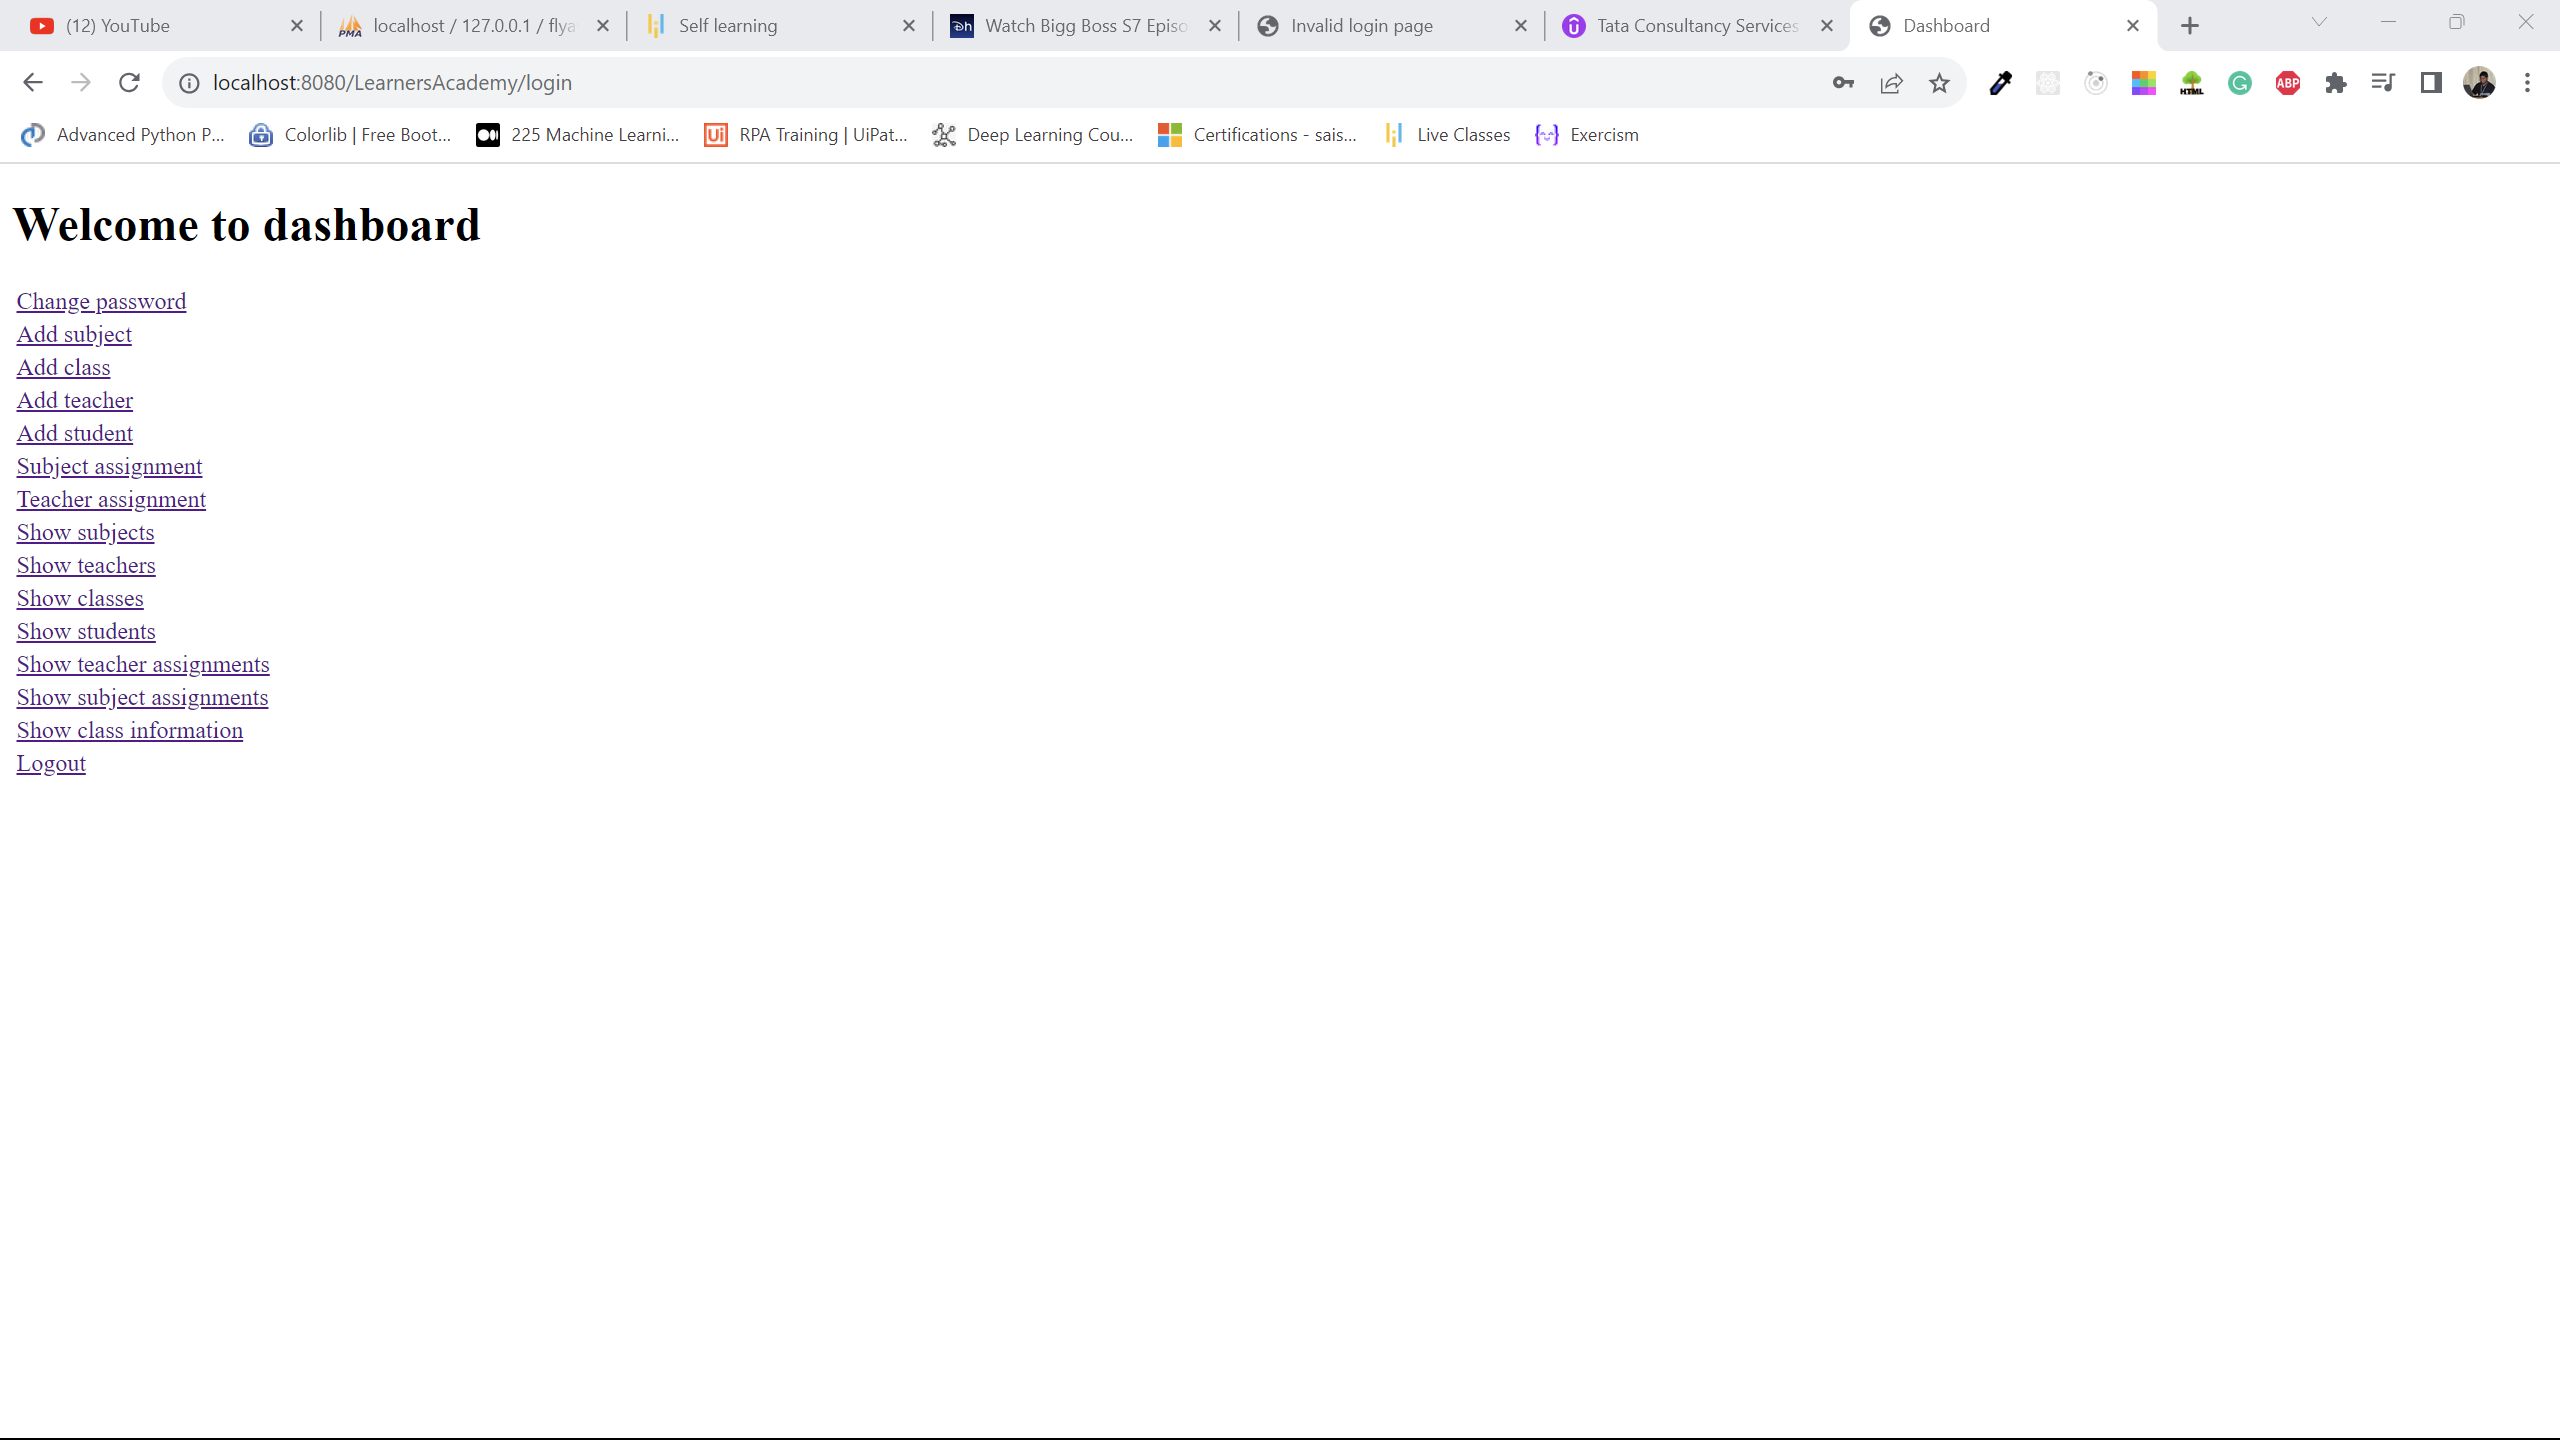 (12) YouTube
localhost / 127.0.0.1 / flya
Self learning
Watch Bigg Boss S7 Episo
Invalid login page
Tata Consultancy Services
Dashboard
localhost:8080/LearnersAcademy/login
Advanced Python P...
Colorlib | Free Boot...
225 Machine Learni...
RPA Training | UiPat...
Deep Learning Cou...
Certifications - sais...
Live Classes
Exercism
Welcome to dashboard
Change password
Add subject
Add class
Add teacher
Add student
Subject assignment
Teacher assignment
Show subjects
Show teachers
Show classes
Show students
Show teacher assignments
Show subject assignments
Show class information
Logout